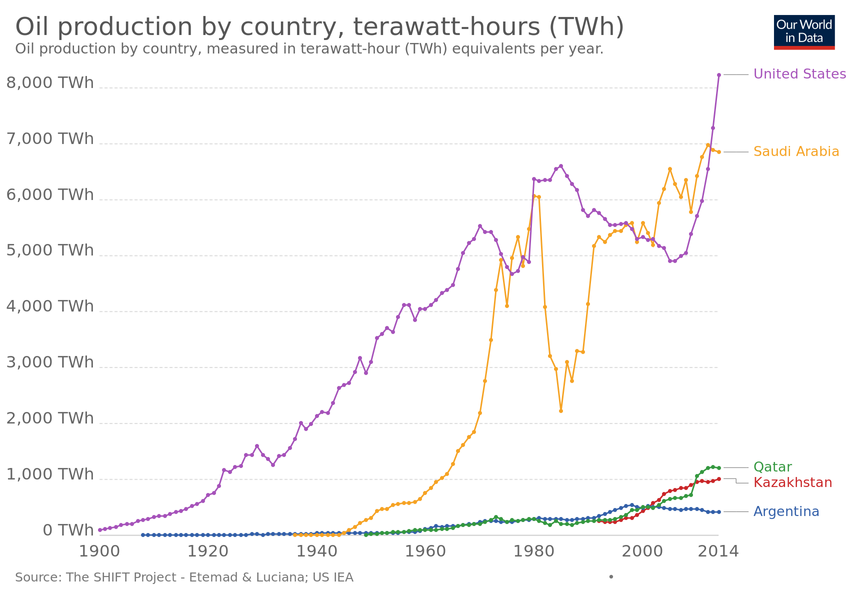 Oil production by country, terawatt-hours (TWh)
Oil production by country, measured in terawatt-hour (TWh) equivalents per year.
Our World
in Data
8,000 TWh
7,000 TWh
6,000 TWh
5,000 TWh
4,000 TWh
3,000 TWh
2,000 TWh
1,000 TWh
0 TWh
1900 1920 1940 1960 1980 2000 2014
United States
Saudi Arabia
Qatar
Kazakhstan
Argentina
Source: The SHIFT Project - Etemad & Luciana; US IEA •